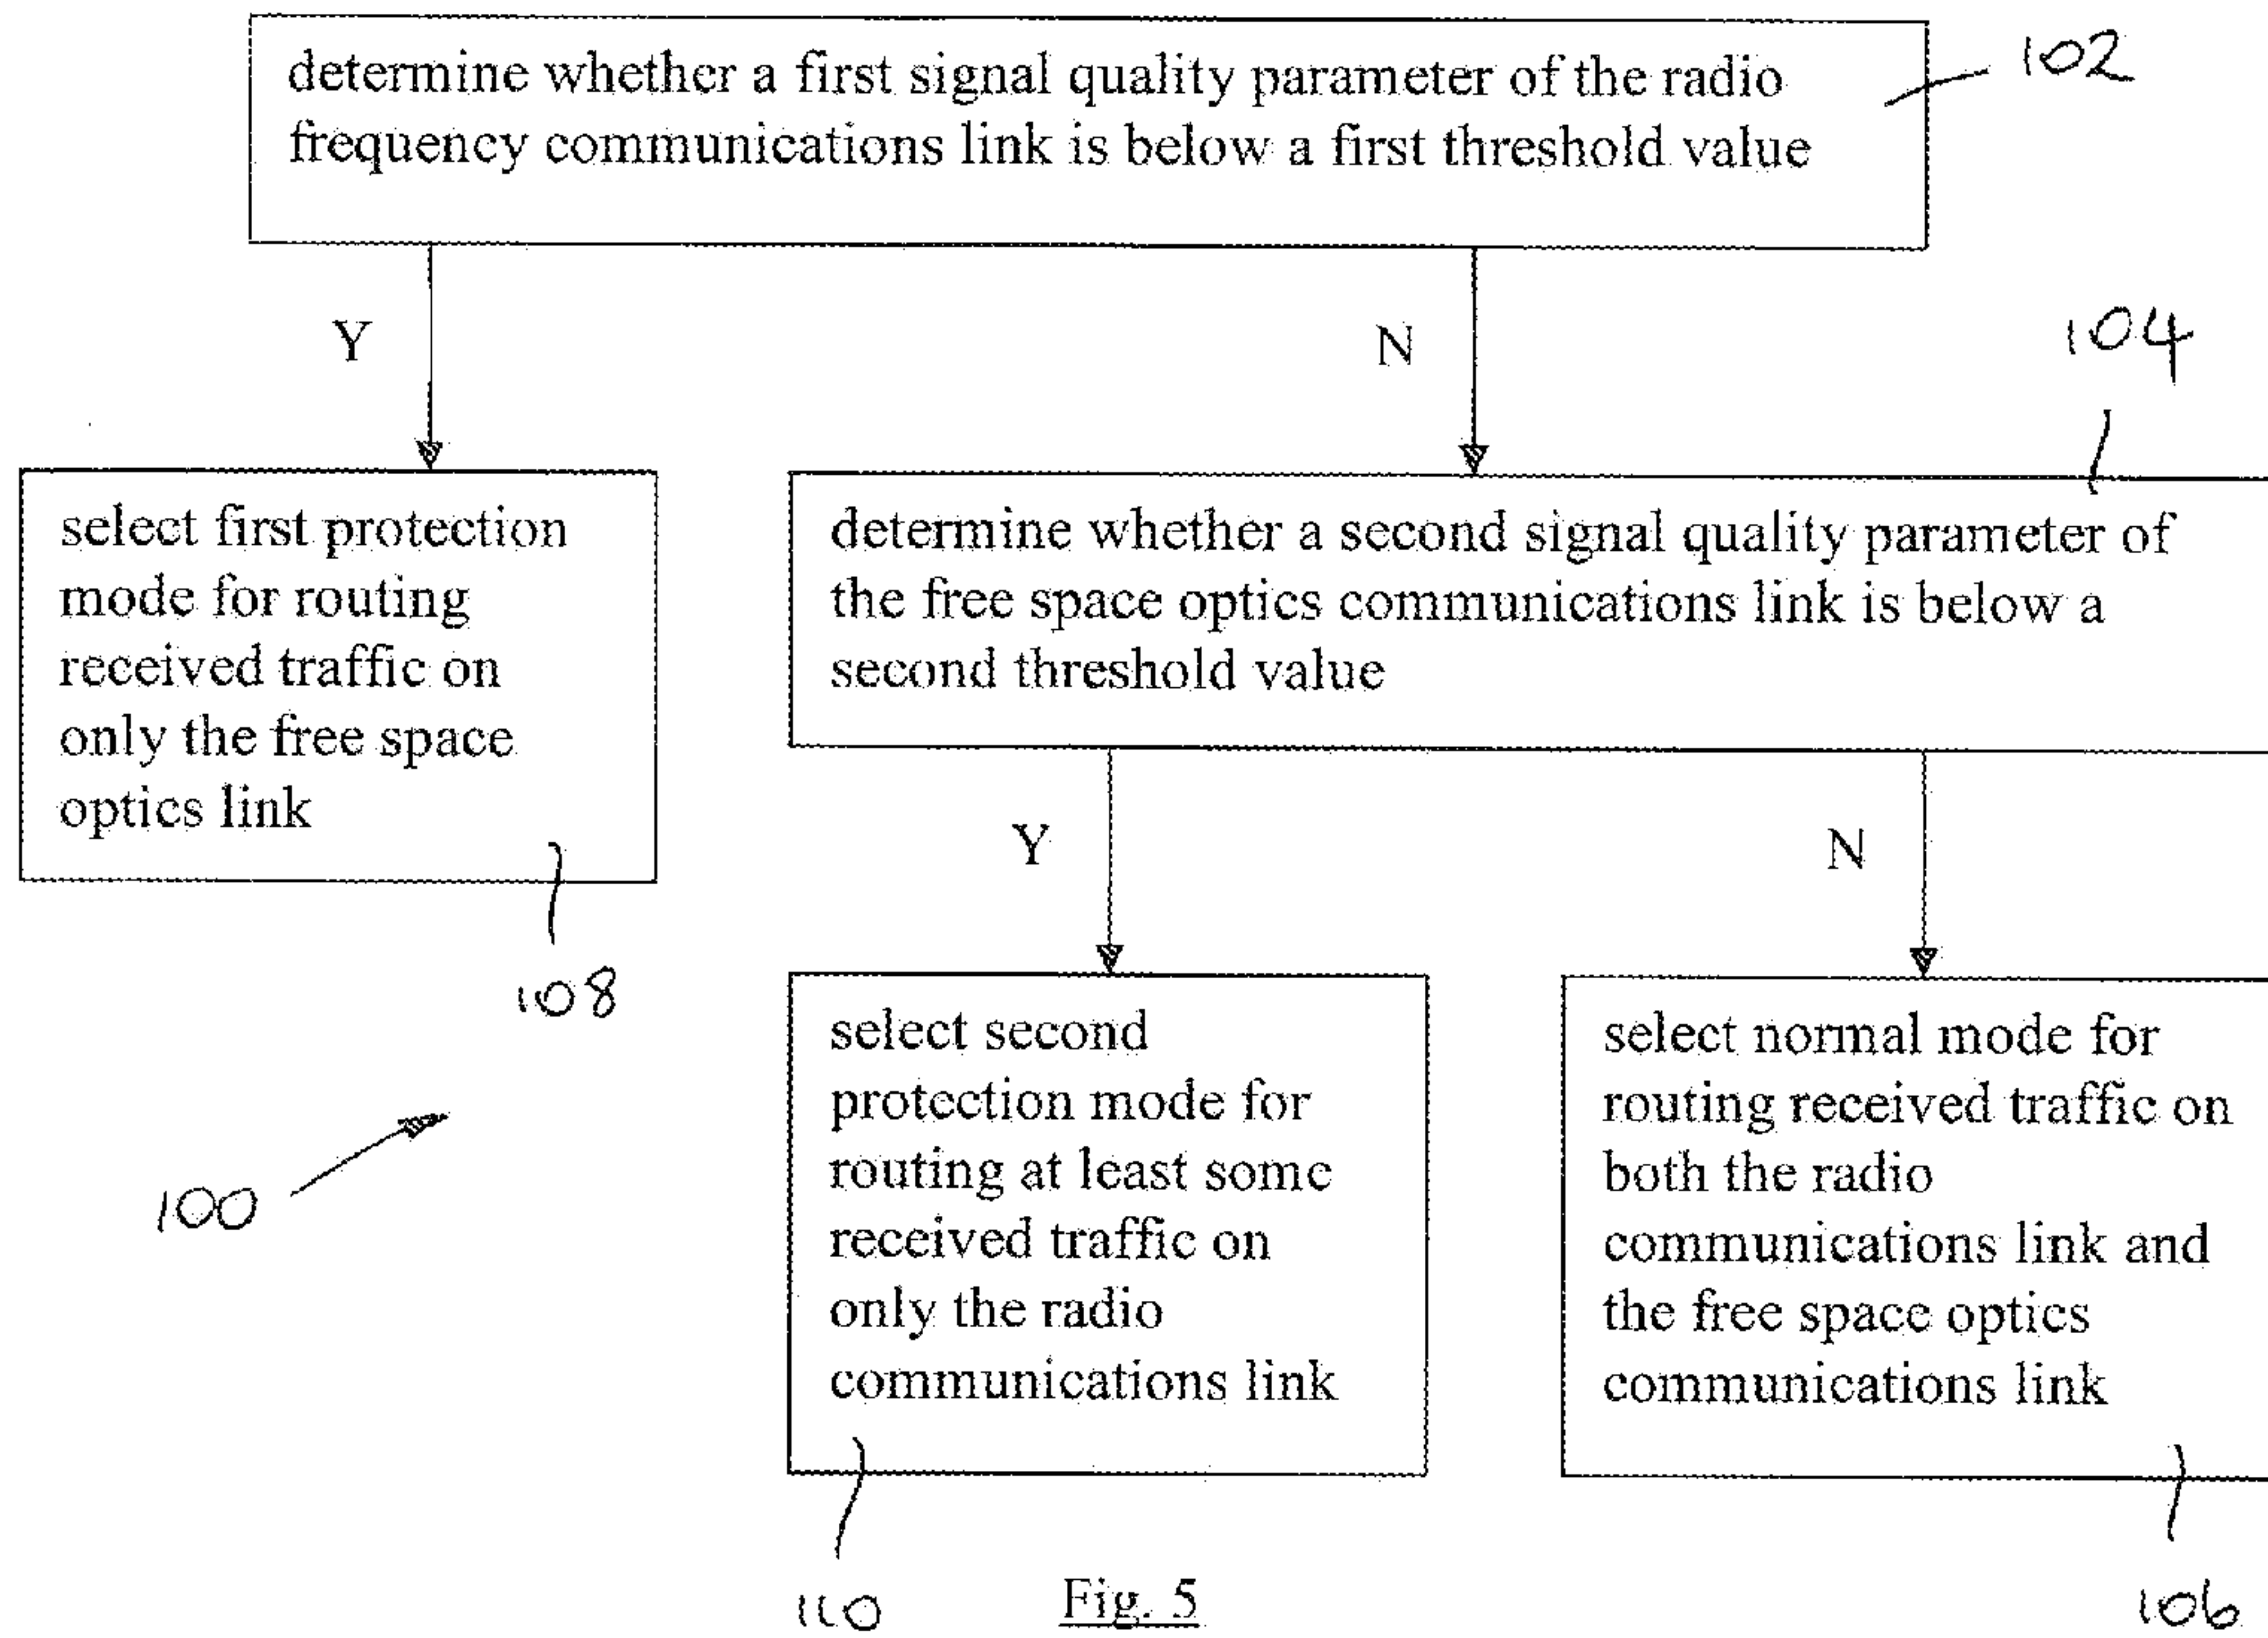 determine whether a first signal quality parameter of the radio
frequency communications link is below a first threshold value
102
Y
N
104
select first protection
mode for routing
received traffic on
only the free space
optics link
108
determine whether a second signal quality parameter of
the free space optics communications link is below a
second threshold value
Y
N
select second
protection mode for
routing at least some
received traffic on
only the radio
communications link
110
select normal mode for
routing received traffic on
both the radio
communications link and
the free space optics
communications link
106
100
Fig. 5